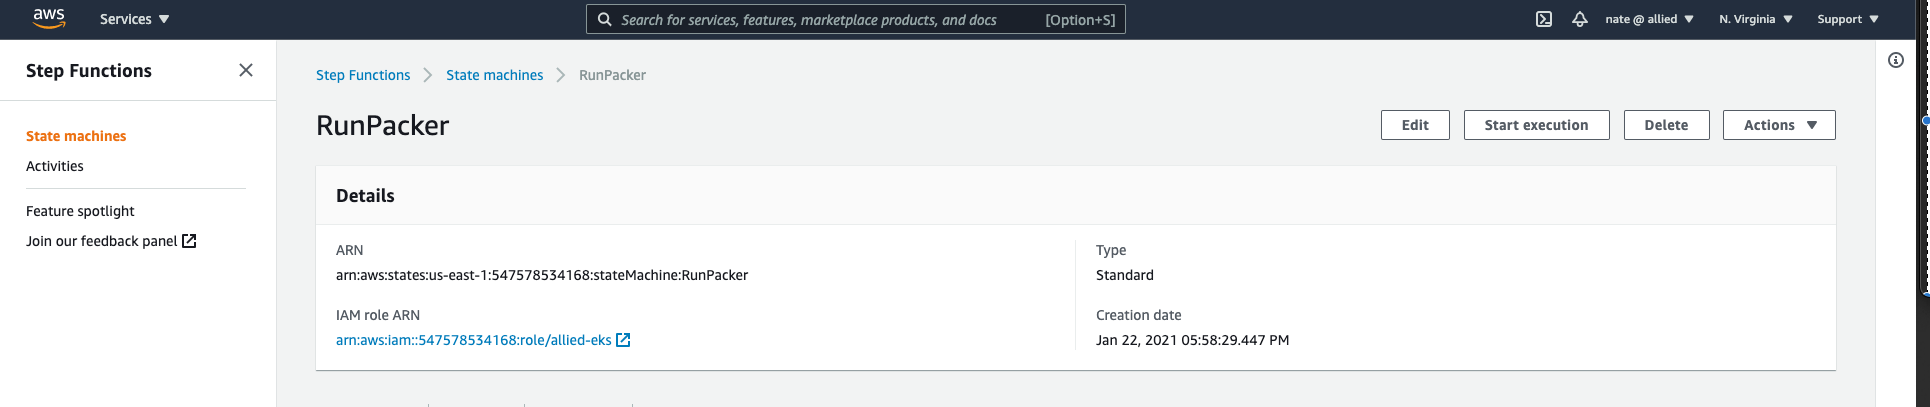 aws
Services ▼
Search for services, features, marketplace products, and docs [Option+S]
nate @ allied ▼
N. Virginia ▼
Support ▼
Step Functions
State machines
Activities
Feature spotlight
Join our feedback panel
Step Functions > State machines > RunPacker
RunPacker
Edit
Start execution
Delete
Actions ▼
Details
ARN
arn:aws:states:us-east-1:547578534168:stateMachine:RunPacker
IAM role ARN
arn:aws:iam::547578534168:role/allied-eks
Type
Standard
Creation date
Jan 22, 2021 05:58:29.447 PM